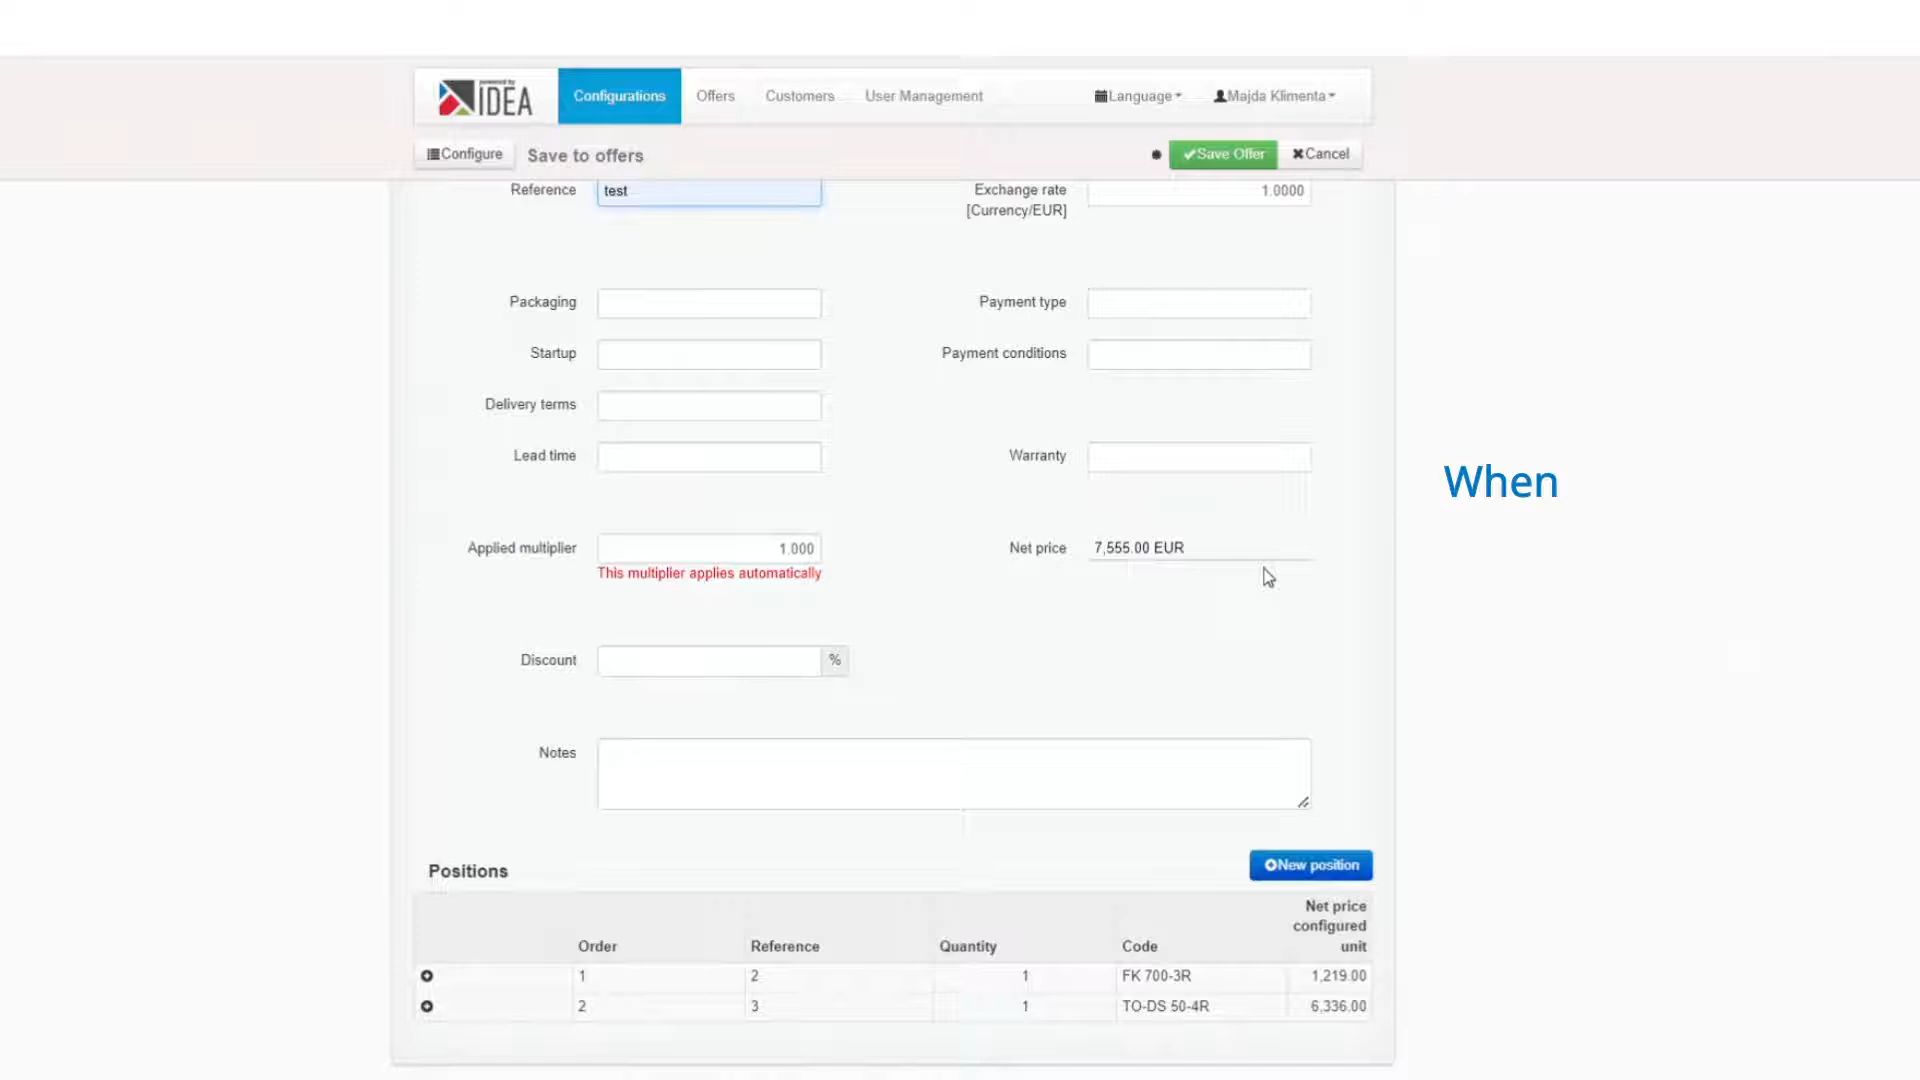 powered by
IDEA
Configurations Offers Customers User Management Language Majda Klimenta
Configure Save to offers Save Offer Cancel
Reference test Exchange rate 1.0000
[Currency/EUR]
Packaging Payment type
Startup Payment conditions
Delivery terms
Lead time Warranty
When
Applied multiplier 1.000 Net price 7,555.00 EUR
This multiplier applies automatically
Discount %
Notes
Positions New position
Net price
configured
Order Reference Quantity Code unit
1 2 1 FK 700-3R 1,219.00
2 3 1 TO-DS 50-4R 6,336.00